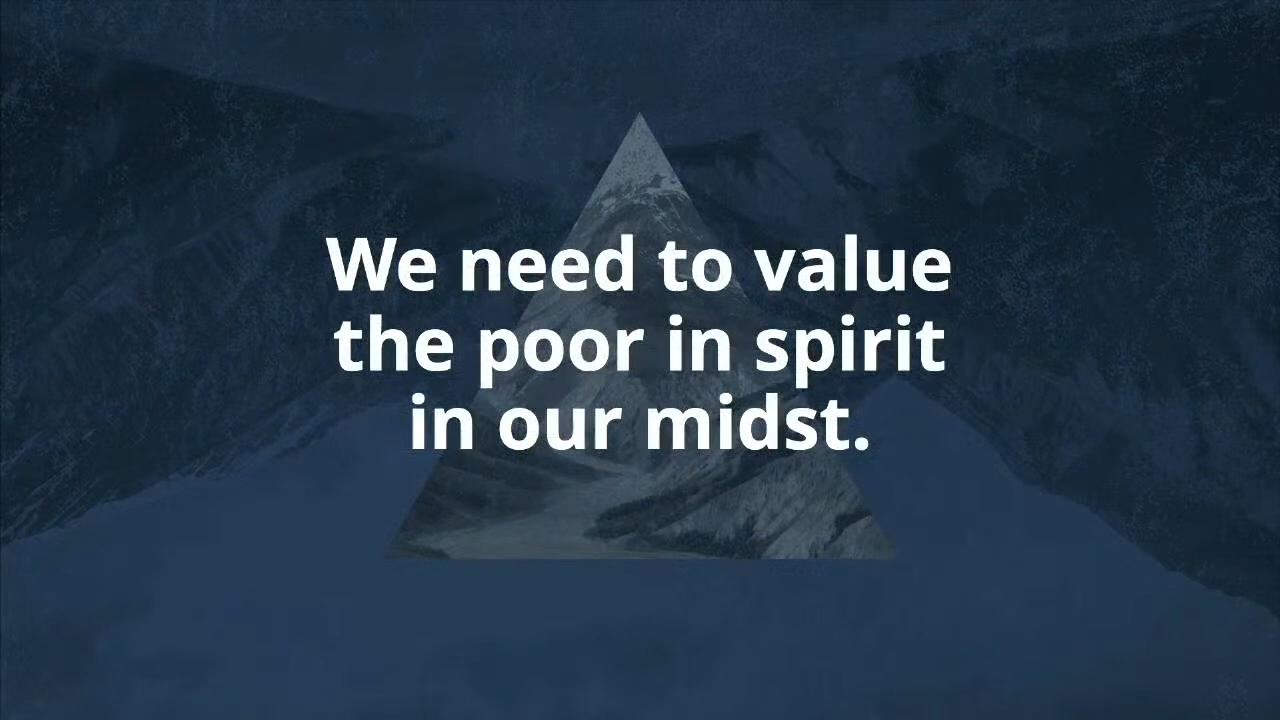 We need to value
the poor in spirit
in our midst.